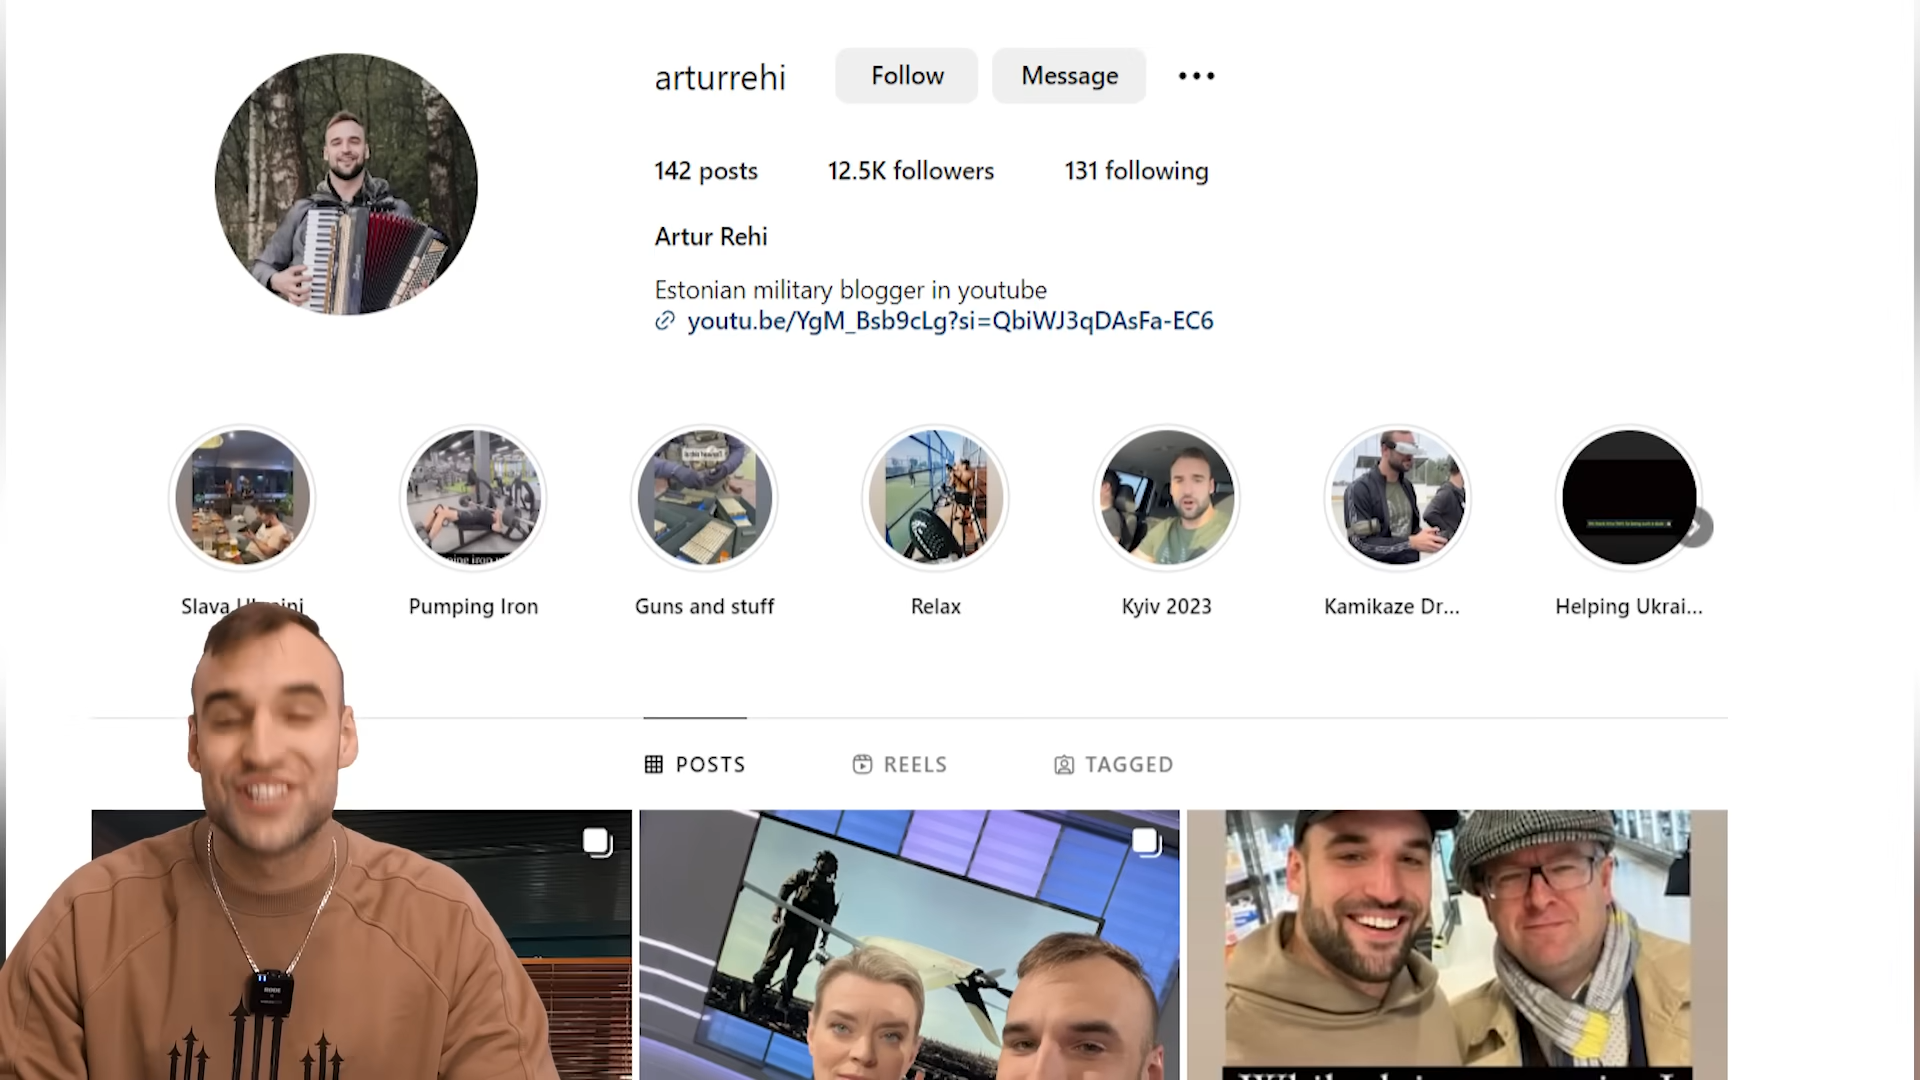 arturrehi
Follow
Message
142 posts
12.5K followers
131 following
Artur Rehi
Estonian military blogger in youtube
youtu.be/YgM_Bsb9cLg?si=QbiWJ3qDAsFa-EC6
Slava
Pumping Iron
Guns and stuff
Relax
Kyiv 2023
Kamikaze Dr...
Helping Ukrai...
POSTS
REELS
TAGGED
RODE